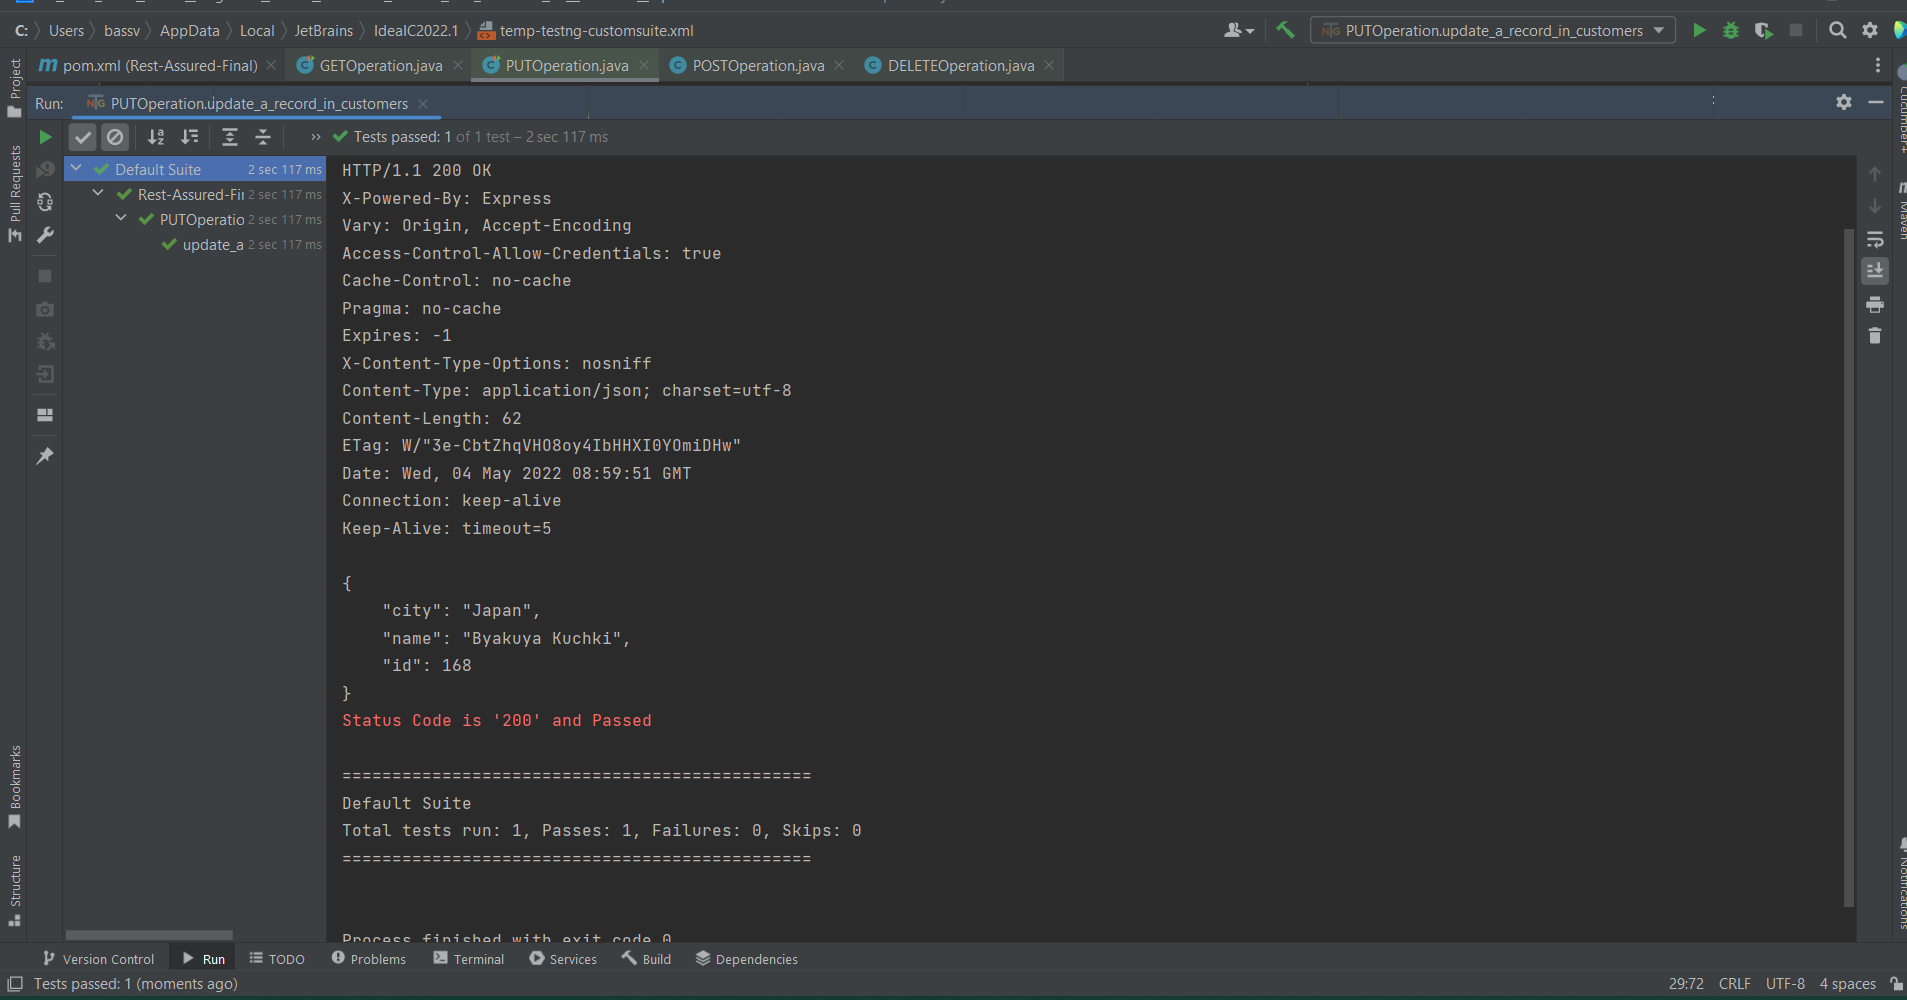 C: Users bassv AppData Local JetBrains IdeaIC2022.1 temp-testng-customsuite.xml PUTOperation.update_a_record_in_customers
pom.xml (Rest-Assured-Final) GETOperation.java PUTOperation.java POSTOperation.java DELETEOperation.java
Run: PUTOperation.update_a_record_in_customers
Tests passed: 1 of 1 test – 2 sec 117 ms
Default Suite 2 sec 117 ms
Rest-Assured-Fi 2 sec 117 ms
PUTOperatio 2 sec 117 ms
update_a 2 sec 117 ms
HTTP/1.1 200 OK
X-Powered-By: Express
Vary: Origin, Accept-Encoding
Access-Control-Allow-Credentials: true
Cache-Control: no-cache
Pragma: no-cache
Expires: -1
X-Content-Type-Options: nosniff
Content-Type: application/json; charset=utf-8
Content-Length: 62
ETag: W/"3e-CbtZhqVHO8oy4IbHHXI0YOmiDHw"
Date: Wed, 04 May 2022 08:59:51 GMT
Connection: keep-alive
Keep-Alive: timeout=5
{
"city": "Japan",
"name": "Byakuya Kuchki",
"id": 168
}
Status Code is '200' and Passed
===============================================
Default Suite
Total tests run: 1, Passes: 1, Failures: 0, Skips: 0
===============================================
Process finished with exit code 0
Project
Pull Requests
Bookmarks
Structure
Cucumber+
Maven
Notifications
Version Control Run TODO Problems Terminal Services Build Dependencies
Tests passed: 1 (moments ago) 29:72 CRLF UTF-8 4 spaces